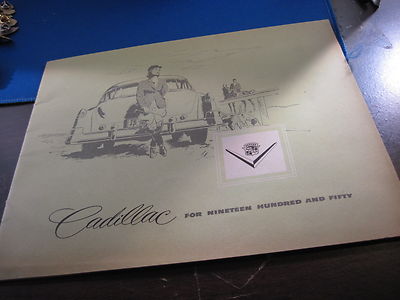 Cadillac FOR NINETEEN HUNDRED AND FIFTY